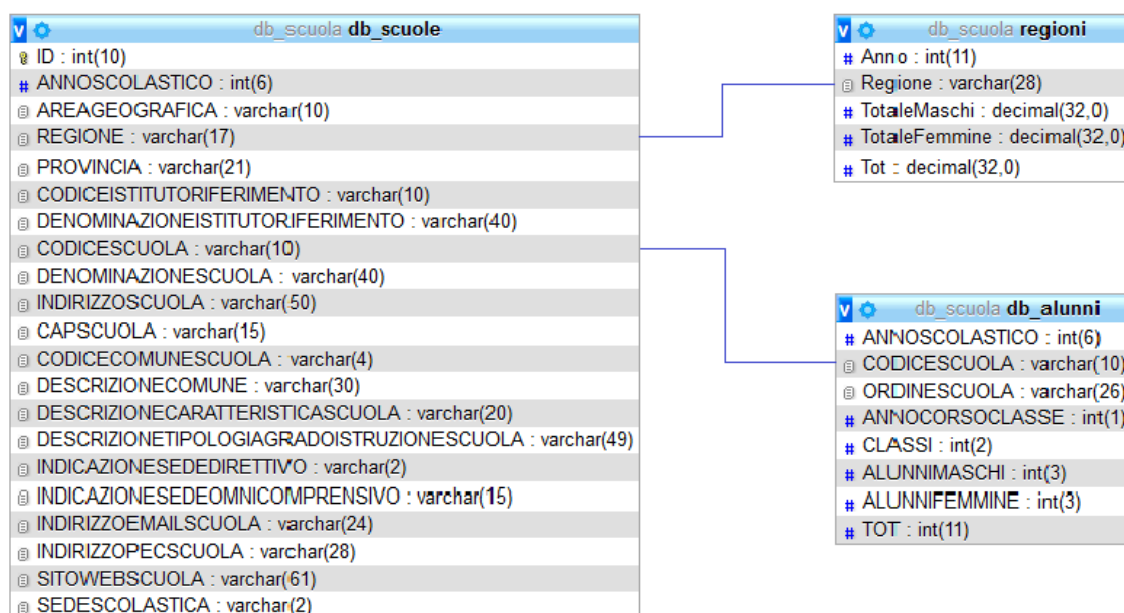 db_scuola db_scuole
ID : int(10)
ANNOSCOLASTICO : int(6)
AREAGEOGRAFICA : varchar(10)
REGIONE : varchar(17)
PROVINCIA : varchar(21)
CODICEISTITUTORIFERIMENTO : varchar(10)
DENOMINAZIONEISTITUTORIFERIMENTO : varchar(40)
CODICESCUOLA : varchar(10)
DENOMINAZIONESCUOLA : varchar(40)
INDIRIZZOSCUOLA : varchar(50)
CAPSCUOLA : varchar(15)
CODICECOMUNESCUOLA : varchar(4)
DESCRIZIONECOMUNE : varchar(30)
DESCRIZIONECARATTERISTICASCUOLA : varchar(20)
DESCRIZIONETIPOLOGIAGRADOISTRUZIONESCUOLA : varchar(49)
INDICAZIONESEDEDIRETTIVO : varchar(2)
INDICAZIONESEDEOMNICOMPRENSIVO : varchar(15)
INDIRIZZOEMAILSCUOLA : varchar(24)
INDIRIZZOPECSCUOLA : varchar(28)
SITOWEBSCUOLA : varchar(61)
SEDESCOLASTICA : varchar(2)
db_scuola regioni
Anno : int(11)
Regione : varchar(28)
TotaleMaschi : decimal(32,0)
TotaleFemmine : decimal(32,0)
Tot : decimal(32,0)
db_scuola db_alunni
ANNOSCOLASTICO : int(6)
CODICESCUOLA : varchar(10)
ORDINESCUOLA : varchar(26)
ANNOCORSOCLASSE : int(1)
CLASSI : int(2)
ALUNNIMASCHI : int(3)
ALUNNIFEMMINE : int(3)
TOT : int(11)